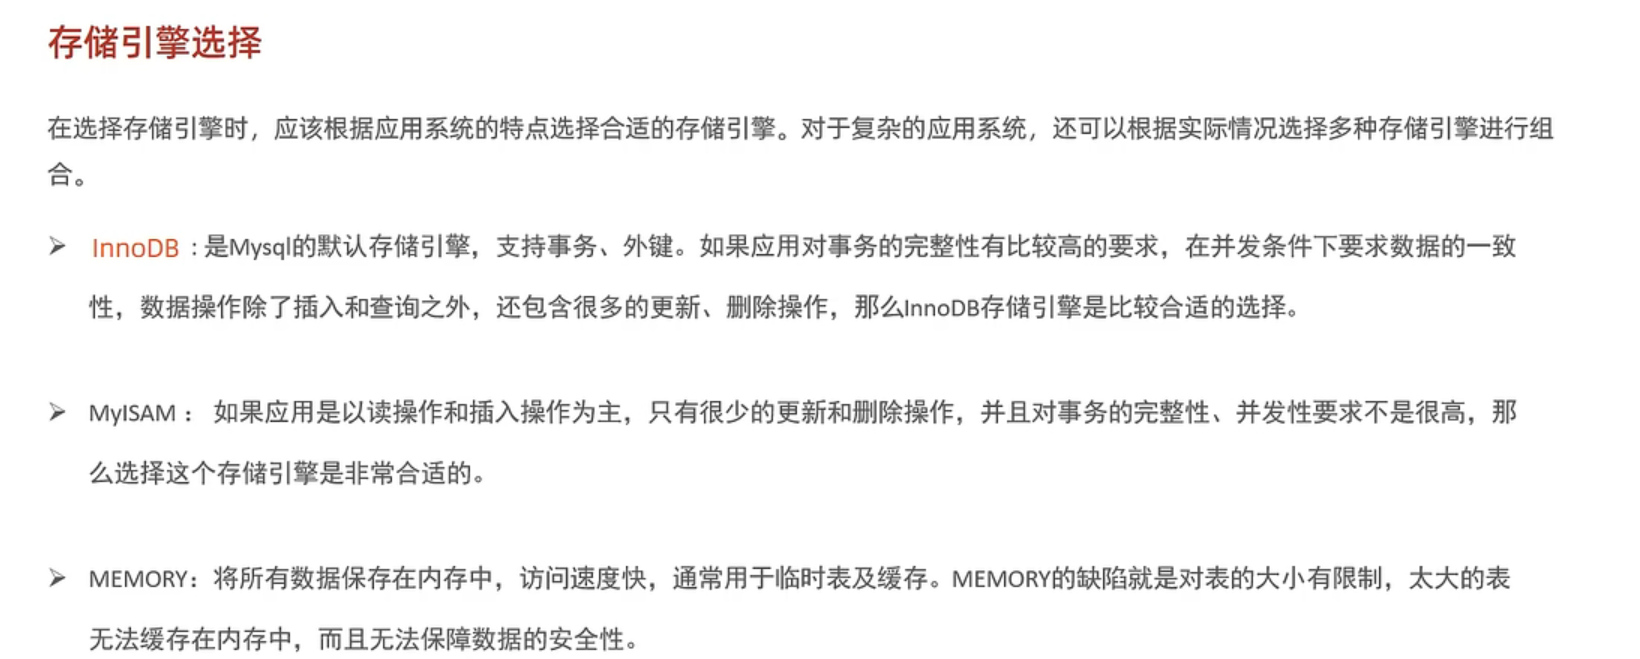 存储引擎选择
在选择存储引擎时，应该根据应用系统的特点选择合适的存储引擎。对于复杂的应用系统，还可以根据实际情况选择多种存储引擎进行组
合。
➢ InnoDB : 是Mysql的默认存储引擎，支持事务、外键。如果应用对事务的完整性有比较高的要求，在并发条件下要求数据的一致
性，数据操作除了插入和查询之外，还包含很多的更新、删除操作，那么InnoDB存储引擎是比较合适的选择。
➢ MyISAM ： 如果应用是以读操作和插入操作为主，只有很少的更新和删除操作，并且对事务的完整性、并发性要求不是很高，那
么选择这个存储引擎是非常合适的。
➢ MEMORY：将所有数据保存在内存中，访问速度快，通常用于临时表及缓存。MEMORY的缺陷就是对表的大小有限制，太大的表
无法缓存在内存中，而且无法保障数据的安全性。